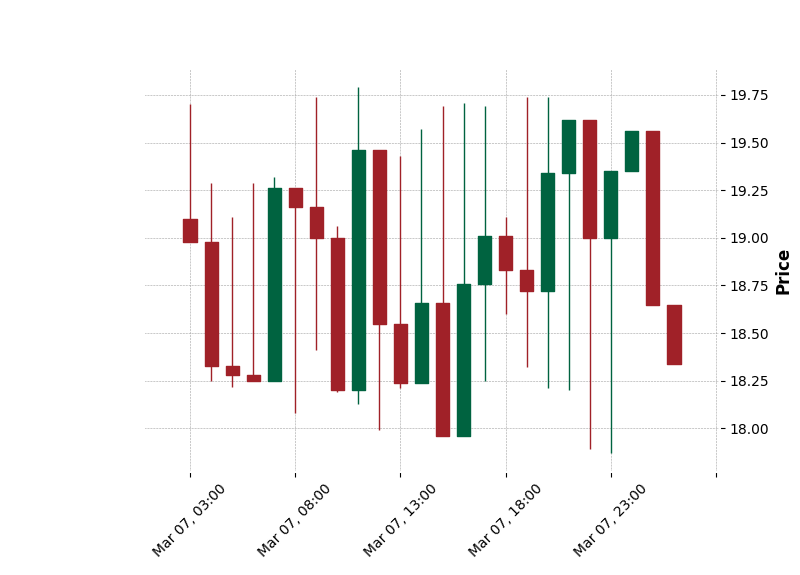 19.75
19.50
19.25
19.00
18.75
18.50
18.25
18.00
Price
Mar 07, 03:00
Mar 07, 08:00
Mar 07, 13:00
Mar 07, 18:00
Mar 07, 23:00